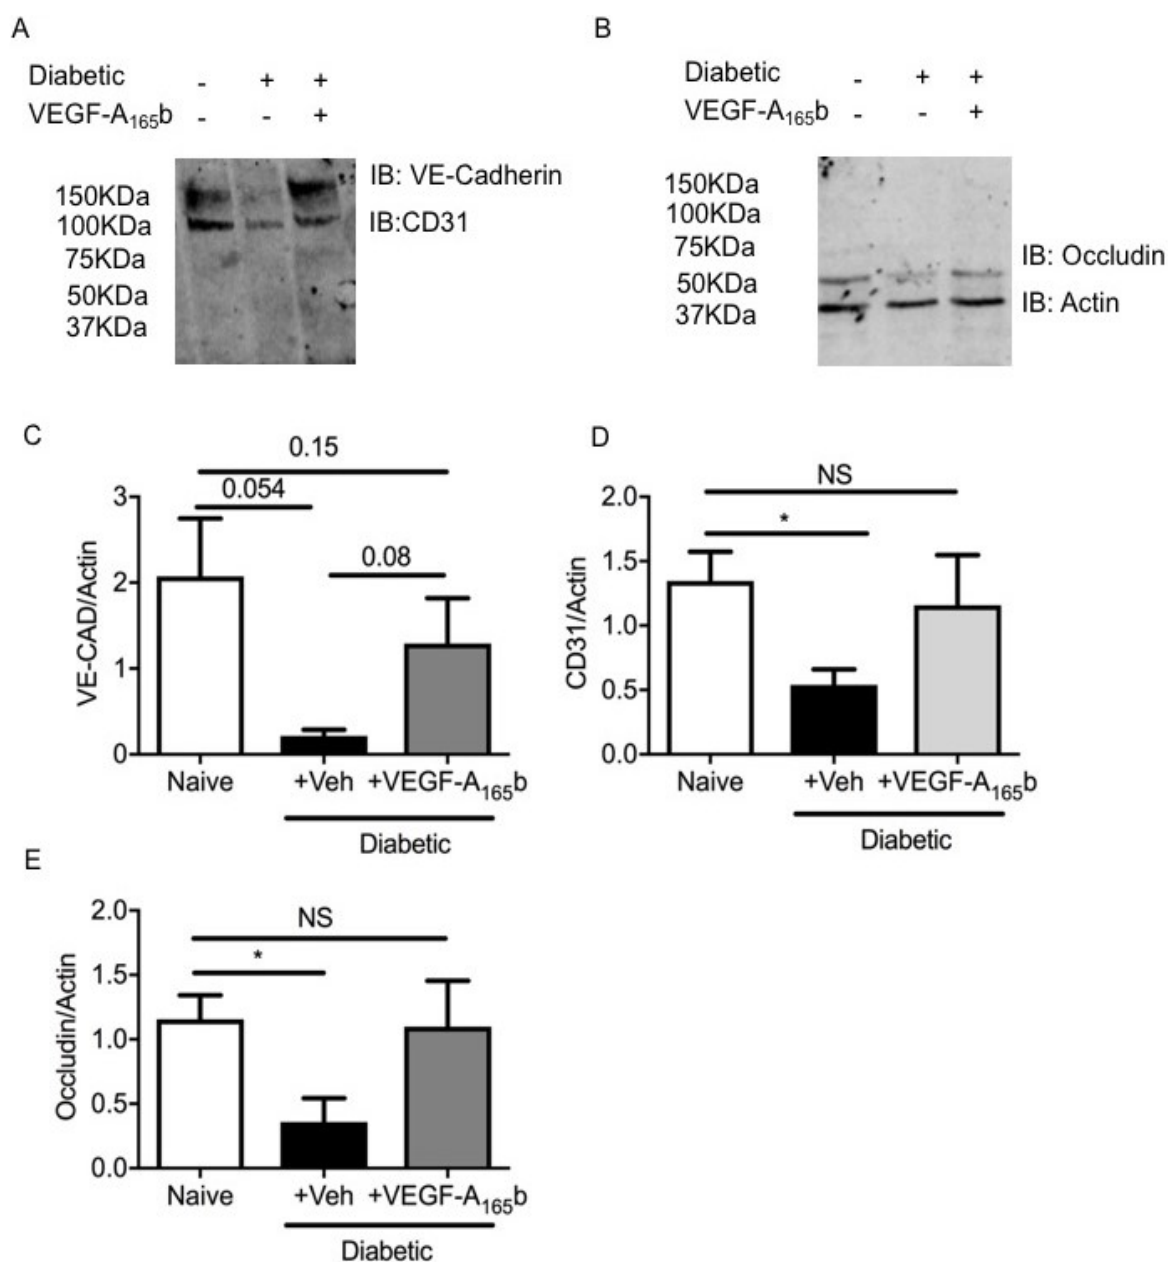 A
Diabetic - + +
VEGF-A165b - - +
150KDa
100KDa
75KDa
50KDa
37KDa
IB: VE-Cadherin
IB:CD31
B
Diabetic - + +
VEGF-A165b - - +
150KDa
100KDa
75KDa
50KDa
37KDa
IB: Occludin
IB: Actin
C
0.15
0.054
0.08
VE-CAD/Actin
3
2
1
0
Naive +Veh +VEGF-A165b
Diabetic
D
NS
*
CD31/Actin
2.0
1.5
1.0
0.5
0.0
Naive +Veh +VEGF-A165b
Diabetic
E
NS
*
Occludin/Actin
2.0
1.5
1.0
0.5
0.0
Naive +Veh +VEGF-A165b
Diabetic